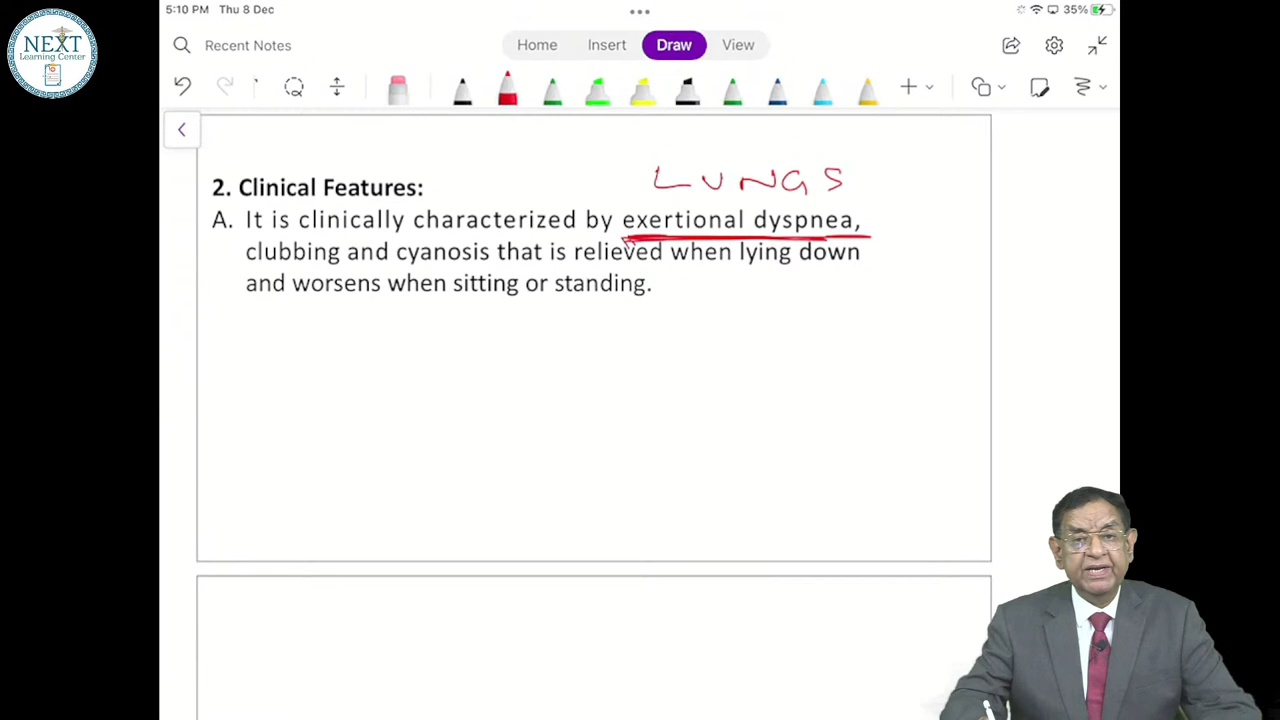 5:10 PM Thu 8 Dec
35%
NEXT
Learning Center
Recent Notes
Home Insert Draw View
LUNGS
2. Clinical Features:
A. It is clinically characterized by exertional dyspnea,
clubbing and cyanosis that is relieved when lying down
and worsens when sitting or standing.